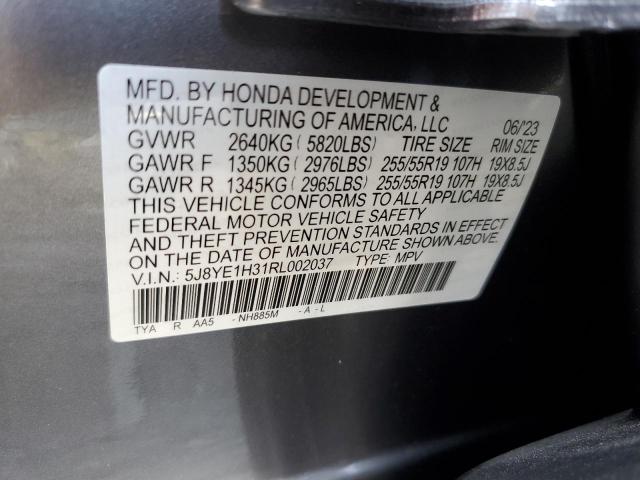 MFD. BY HONDA DEVELOPMENT &
MANUFACTURING OF AMERICA, LLC 06/'23
GVWR 2640KG ( 5820LBS) TIRE SIZE RIM SIZE
GAWR F 1350KG ( 2976LBS) 255/55R19 107H 19X8.5J
GAWR R 1345KG ( 2965LBS) 255/55R19 107H 19X8.5J
THIS VEHICLE CONFORMS TO ALL APPLICABLE
FEDERAL MOTOR VEHICLE SAFETY
AND THEFT PREVENTION STANDARDS IN EFFECT
ON THE DATE OF MANUFACTURE SHOWN ABOVE.
V.I.N.: 5J8YE1H31RL002037 TYPE: MPV
TYA R AA5 -NH885M -A-L